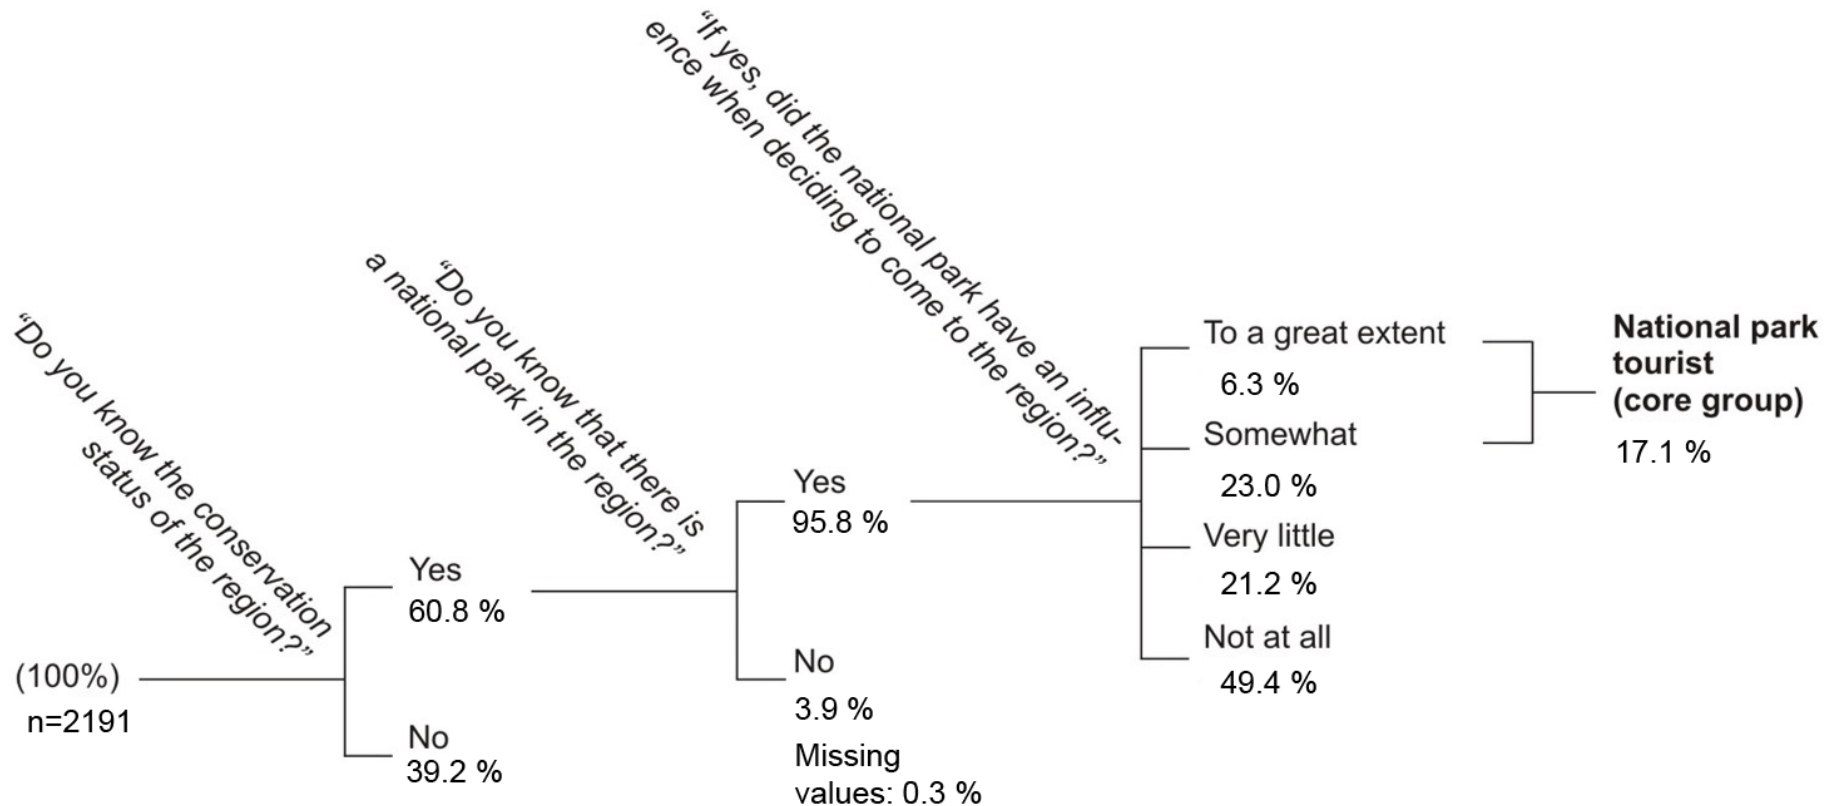 “Do you know the conservation
status of the region?”
(100%)
n=2191
Yes
60.8 %
No
39.2 %
“Do you know that there is
a national park in the region?”
Yes
95.8 %
No
3.9 %
Missing
values: 0.3 %
“If yes, did the national park have an influ-
ence when deciding to come to the region?”
To a great extent
6.3 %
Somewhat
23.0 %
Very little
21.2 %
Not at all
49.4 %
National park
tourist
(core group)
17.1 %